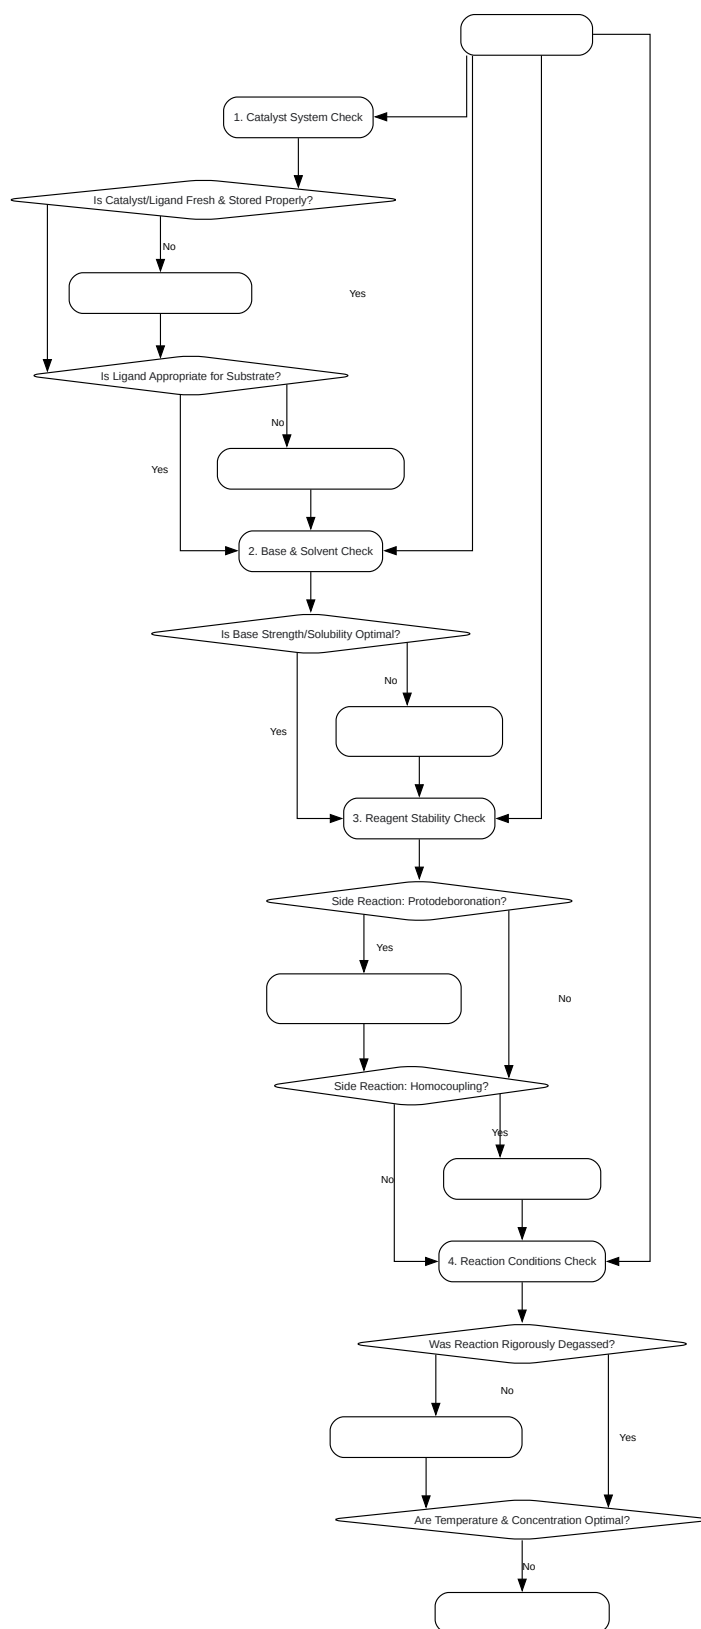 1. Catalyst System Check
Is Catalyst/Ligand Fresh & Stored Properly?
No
Yes
Is Ligand Appropriate for Substrate?
No
Yes
2. Base & Solvent Check
Is Base Strength/Solubility Optimal?
No
Yes
3. Reagent Stability Check
Side Reaction: Protodeboronation?
Yes
No
Side Reaction: Homocoupling?
Yes
No
4. Reaction Conditions Check
Was Reaction Rigorously Degassed?
No
Yes
Are Temperature & Concentration Optimal?
No